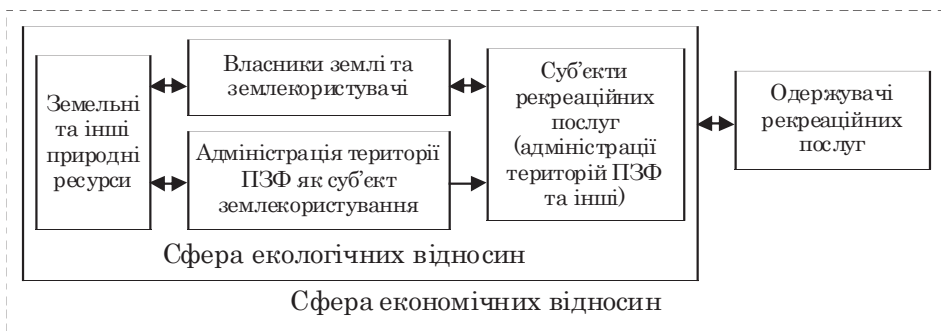 Земельні
та інші
природні
ресурси
Власники землі та
землекористувачі
Адміністрація території
ПЗФ як суб’єкт
землекористування
Суб’єкти
рекреаційних
послуг
(адміністрації
територій ПЗФ
та інші)
Одержувачі
рекреаційних
послуг
Сфера екологічних відносин
Сфера економічних відносин